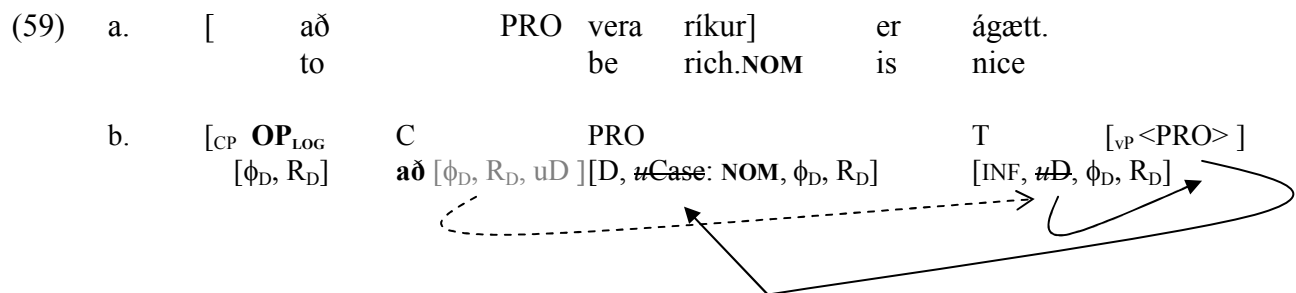 (59) a. [ að PRO vera ríkur] er ágætt.
to be rich.NOM is nice
b. [CP OPLOG C PRO T [vP <PRO> ]
[ϕD, RD] að [ϕD, RD, uD ][D, uCase: NOM, ϕD, RD] [INF, uD, ϕD, RD]